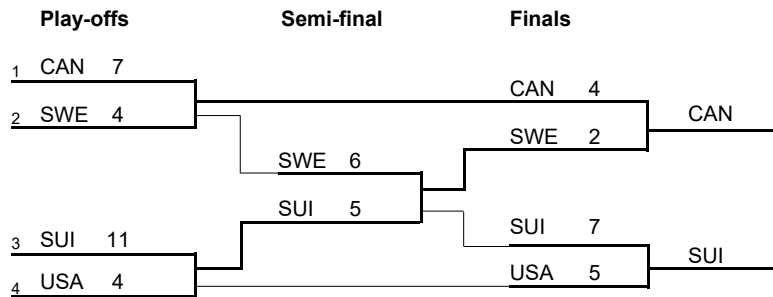 Play-offs Semi-final Finals
1 CAN 7
CAN 4
CAN
2 SWE 4
SWE 2
SWE 6
SUI 5
SUI 7
3 SUI 11
SUI
USA 5
4 USA 4